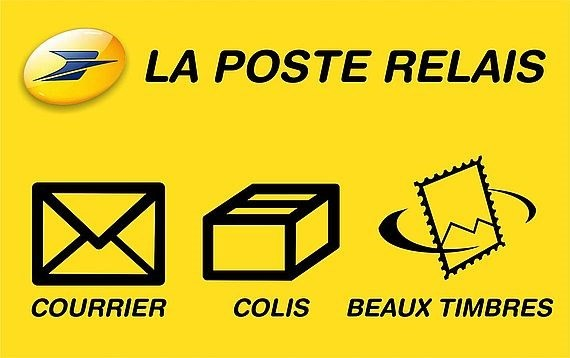 LA POSTE RELAIS
COURRIER COLIS BEAUX TIMBRES